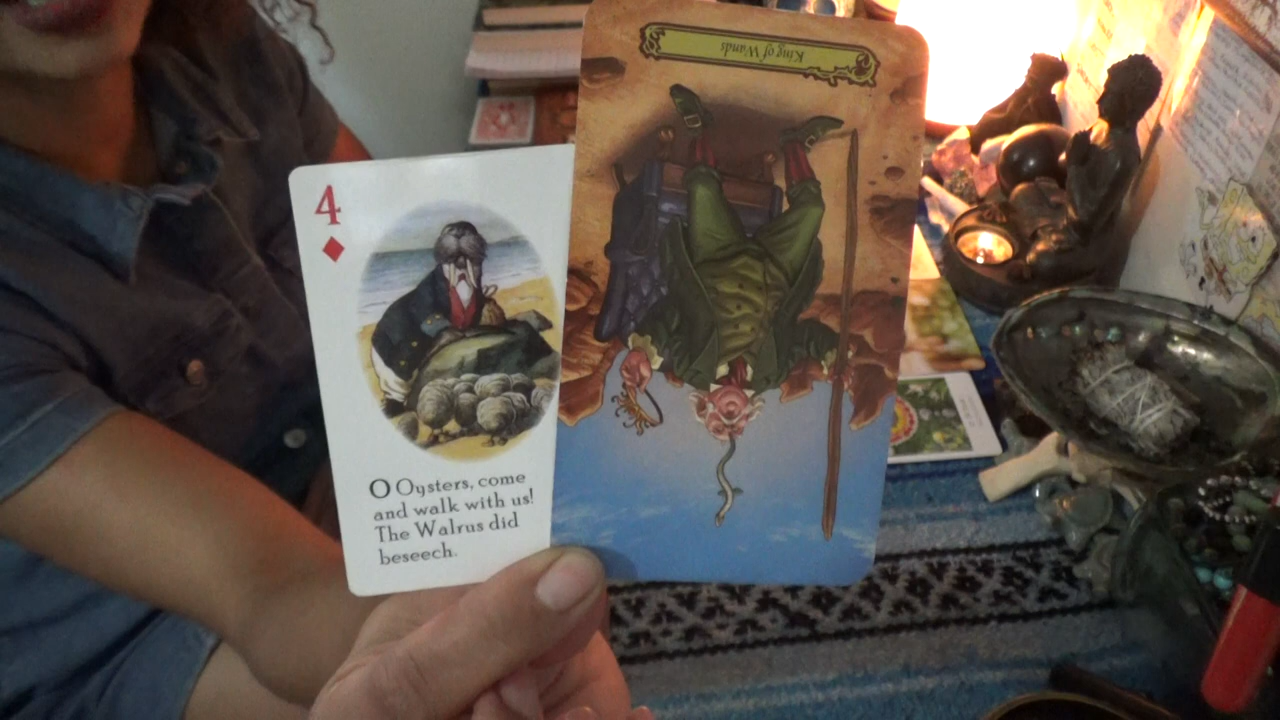 4
O Oysters, come
and walk with us!
The Walrus did
beseech.
King of Wands